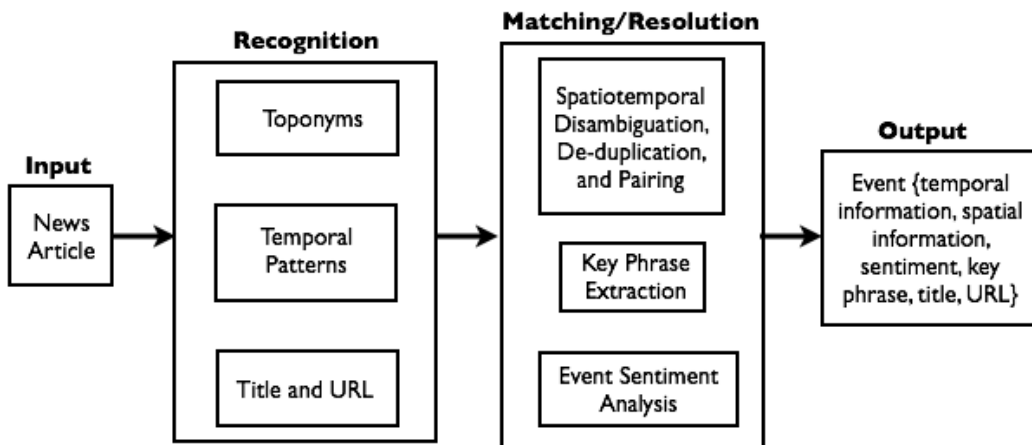 Input
News
Article
Recognition
Toponyms
Temporal
Patterns
Title and URL
Matching/Resolution
Spatiotemporal
Disambiguation,
De-duplication,
and Pairing
Key Phrase
Extraction
Event Sentiment
Analysis
Output
Event {temporal
information, spatial
information,
sentiment, key
phrase, title, URL}